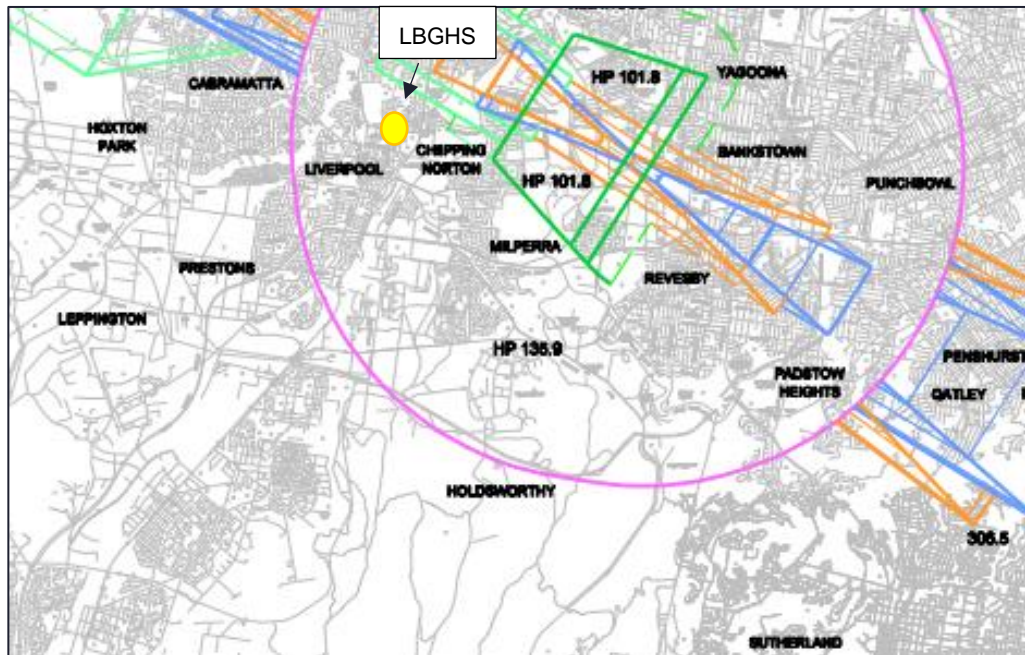 LBGHS
CABRAMATTA
HP 101.8
YAGOONA
HOXTON
PARK
CHIPPING
NORTON
BANKSTOWN
LIVERPOOL
HP 101.8
PUNCHBOWL
MILPERRA
PRESTONS
REVESBY
LEPPINGTON
HP 135.9
PENSHURST
PADSTOW
HEIGHTS
OATLEY
HOLDSWORTHY
306.5
SUTHERLAND